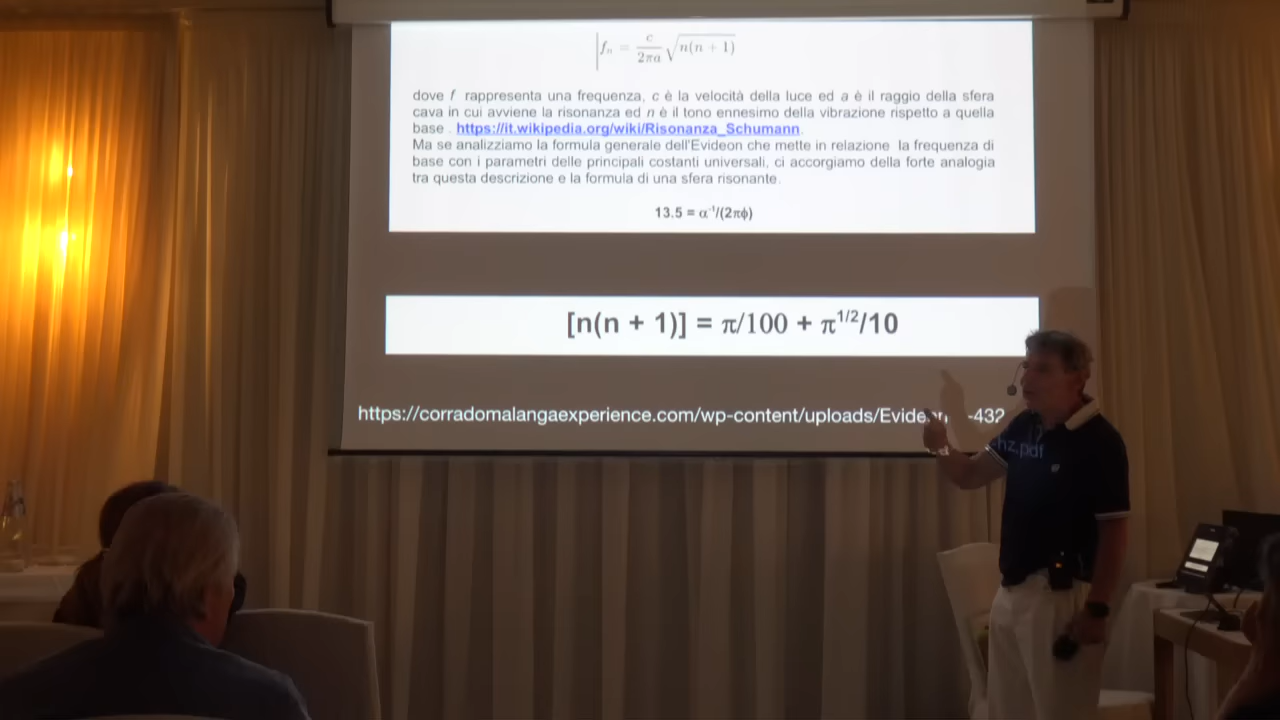 fₙ = c/2πa √n(n + 1)
dove f rappresenta una frequenza, c è la velocità della luce ed a è il raggio della sfera
cava in cui avviene la risonanza ed n è il tono ennesimo della vibrazione rispetto a quella
base . https://it.wikipedia.org/wiki/Risonanza_Schumann.
Ma se analizziamo la formula generale dell'Evideon che mette in relazione la frequenza di
base con i parametri delle principali costanti universali, ci accorgiamo della forte analogia
tra questa descrizione e la formula di una sfera risonante.
13.5 = α⁻¹/(2πϕ)
[n(n + 1)] = π/100 + π^1/2/10
https://corradomalangaexperience.com/wp-content/uploads/Evideon -432
hz.pdf